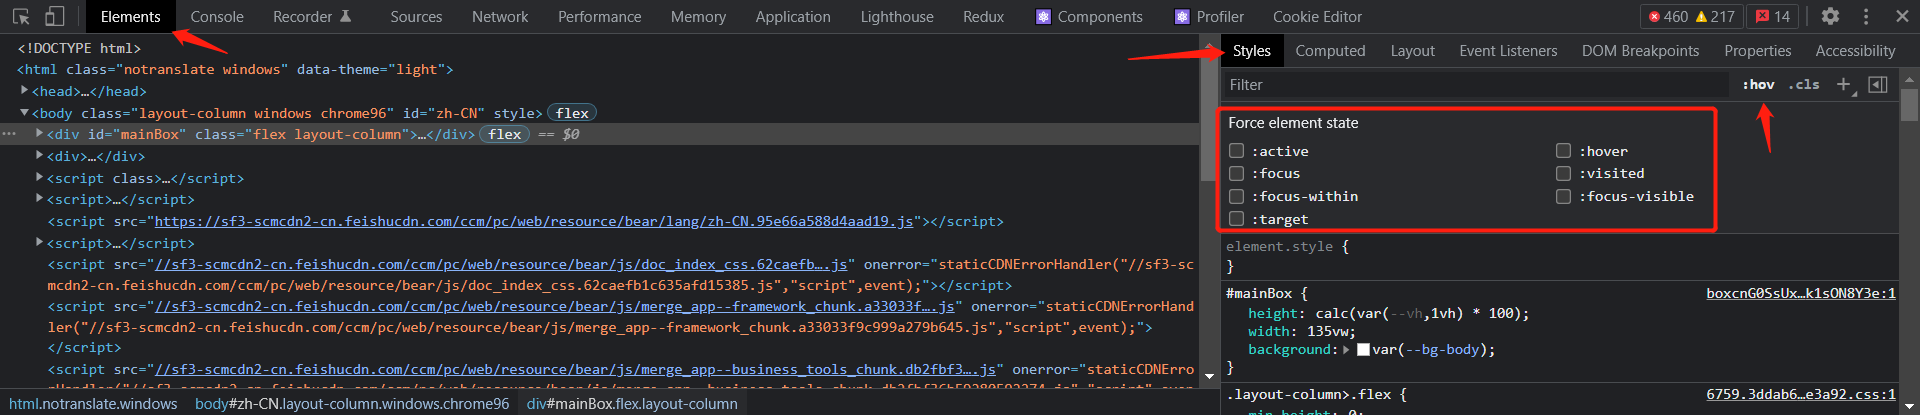 Elements Console Recorder Sources Network Performance Memory Application Lighthouse Redux Components Profiler Cookie Editor 460 217 14
<!DOCTYPE html>
<html class="notranslate windows" data-theme="light">
<head>…</head>
<body class="layout-column windows chrome96" id="zh-CN" style> flex
<div id="mainBox" class="flex layout-column">…</div> flex == $0
<div>…</div>
<script class>…</script>
<script>…</script>
<script src="https://sf3-scmcdn2-cn.feishucdn.com/ccm/pc/web/resource/bear/lang/zh-CN.95e66a588d4aad19.js"></script>
<script>…</script>
<script src="//sf3-scmcdn2-cn.feishucdn.com/ccm/pc/web/resource/bear/js/doc_index_css.62caefb….js" onerror="staticCDNErrorHandler("//sf3-sc
mcdn2-cn.feishucdn.com/ccm/pc/web/resource/bear/js/doc_index_css.62caefb1c635afd15385.js","script",event);"></script>
<script src="//sf3-scmcdn2-cn.feishucdn.com/ccm/pc/web/resource/bear/js/merge_app--framework_chunk.a33033f….js" onerror="staticCDNErrorHand
ler("//sf3-scmcdn2-cn.feishucdn.com/ccm/pc/web/resource/bear/js/merge_app--framework_chunk.a33033f9c999a279b645.js","script",event);">
</script>
<script src="//sf3-scmcdn2-cn.feishucdn.com/ccm/pc/web/resource/bear/js/merge_app--business_tools_chunk.db2fbf3….js" onerror="staticCDNErro
html.notranslate.windows body#zh-CN.layout-column.windows.chrome96 div#mainBox.flex.layout-column
Styles Computed Layout Event Listeners DOM Breakpoints Properties Accessibility
Filter :hov .cls
Force element state
:active :hover
:focus :visited
:focus-within :focus-visible
:target
element.style {
}
#mainBox { boxcnG0SsUx…k1sON8Y3e:1
height: calc(var(--vh,1vh) * 100);
width: 135vw;
background: var(--bg-body);
}
.layout-column>.flex { 6759.3ddab6…e3a92.css:1
min-height: 0;